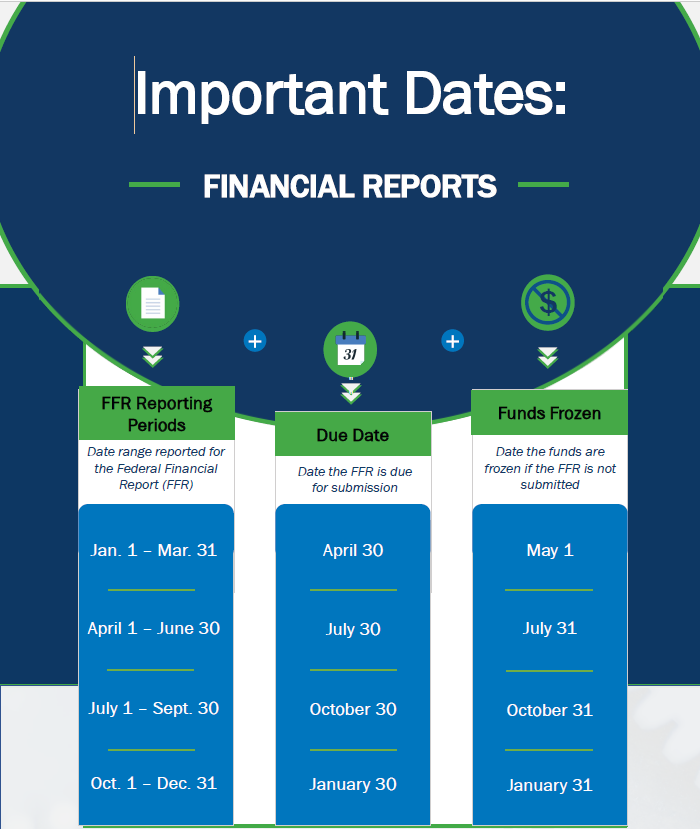 Important Dates:
FINANCIAL REPORTS
31
$
FFR Reporting
Periods
Date range reported for
the Federal Financial
Report (FFR)
Jan. 1 – Mar. 31
April 1 – June 30
July 1 – Sept. 30
Oct. 1 – Dec. 31
Due Date
Date the FFR is due
for submission
April 30
July 30
October 30
January 30
Funds Frozen
Date the funds are
frozen if the FFR is not
submitted
May 1
July 31
October 31
January 31